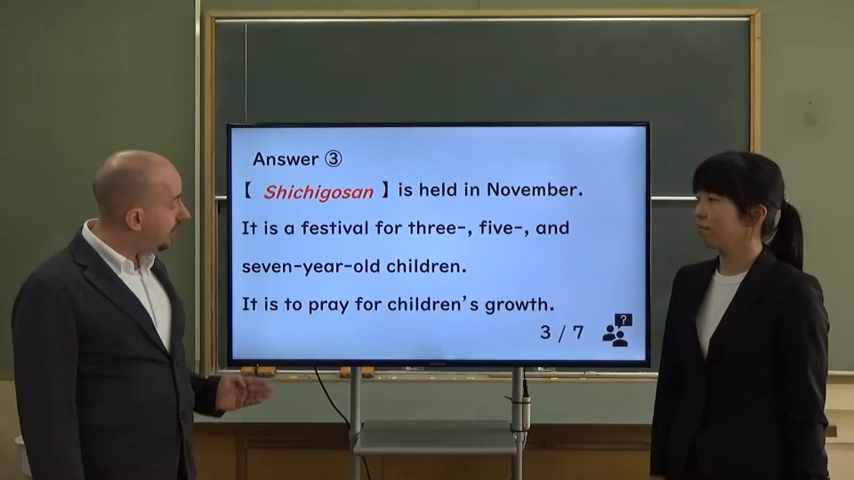 Answer ③
【 Shichigosan 】 is held in November.
It is a festival for three-, five-, and
seven-year-old children.
It is to pray for children's growth.
3 / 7
?